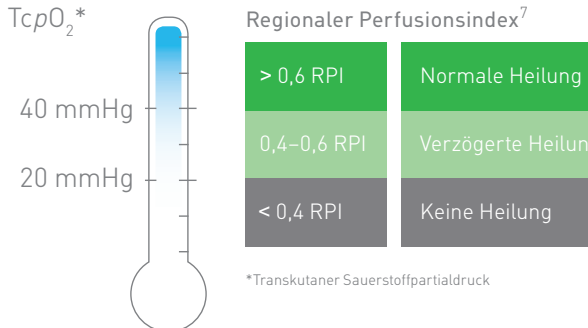 TcpO₂*
40 mmHg
20 mmHg
Regionaler Perfusionsindex⁷
> 0,6 RPI Normale Heilung
0,4–0,6 RPI Verzögerte Heilun
< 0,4 RPI Keine Heilung
*Transkutaner Sauerstoffpartialdruck